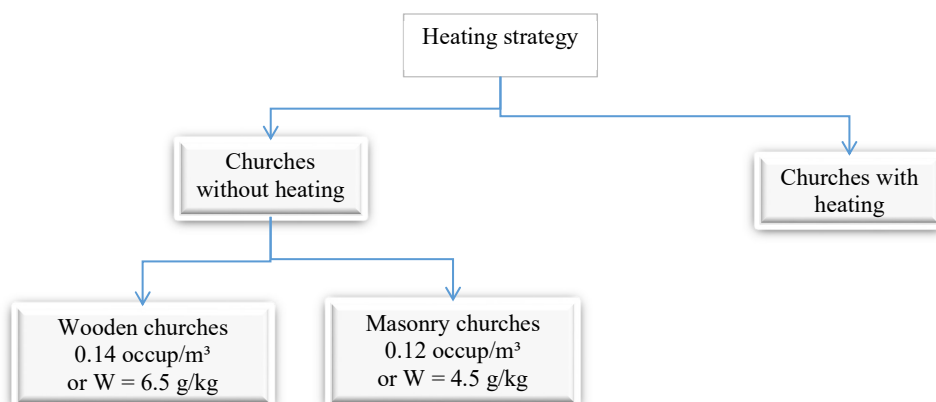 Heating strategy
Churches
without heating
Churches with
heating
Wooden churches
0.14 occup/m³
or W = 6.5 g/kg
Masonry churches
0.12 occup/m³
or W = 4.5 g/kg